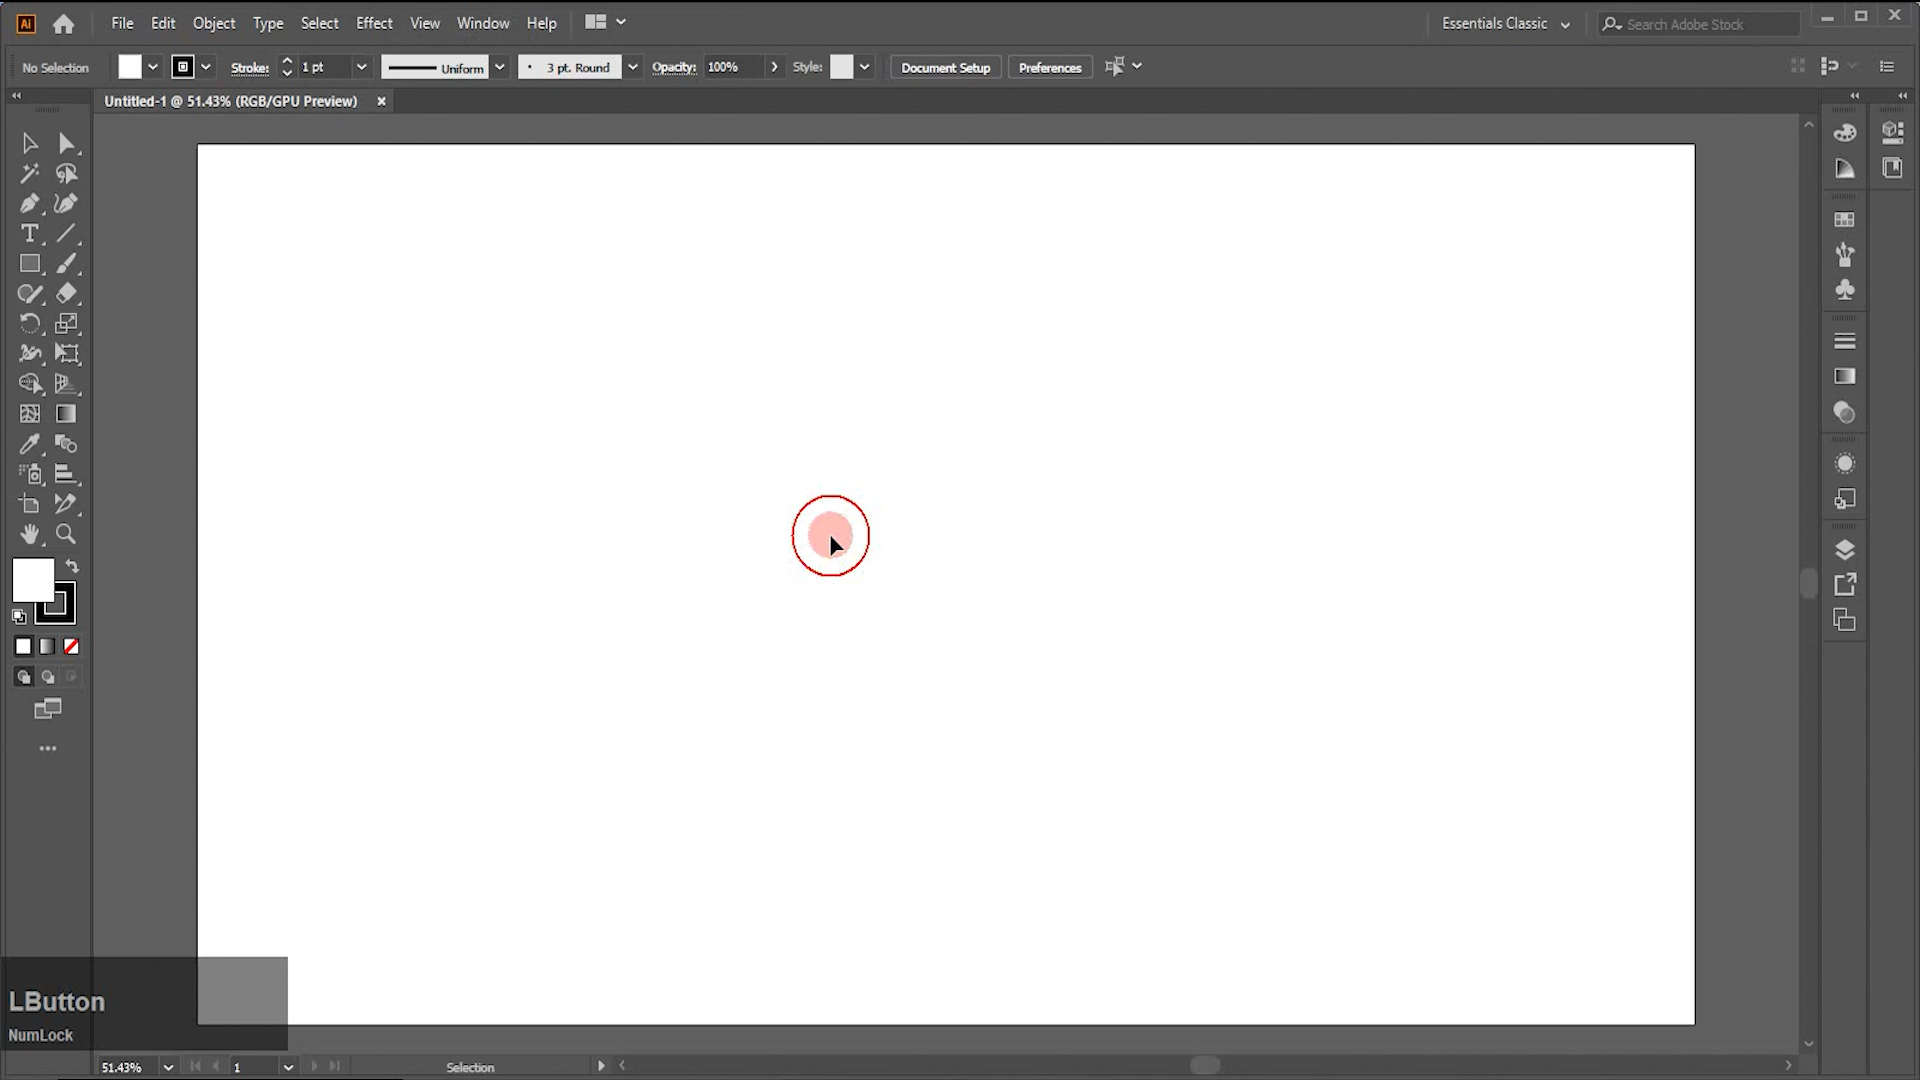 Ai File Edit Object Type Select Effect View Window Help Essentials Classic Search Adobe Stock
No Selection Stroke: 1 pt Uniform 3 pt. Round Opacity: 100% Style: Document Setup Preferences
Untitled-1 @ 51.43% (RGB/GPU Preview)
LButton
NumLock
51.43% 1 Selection